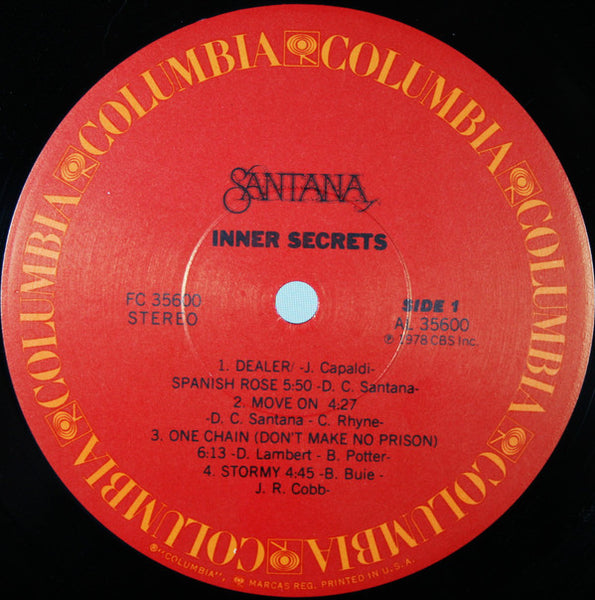 COLUMBIA COLUMBIA COLUMBIA COLUMBIA COLUMBIA COLUMBIA
SANTANA
INNER SECRETS
FC 35600
STEREO
SIDE 1
AL 35600
℗ 1978 CBS Inc.
1. DEALER/ -J. Capaldi-
SPANISH ROSE 5:50 -D. C. Santana-
2. MOVE ON 4:27
-D. C. Santana - C. Rhyne-
3. ONE CHAIN (DON'T MAKE NO PRISON)
6:13 -D. Lambert - B. Potter-
4. STORMY 4:45 -B. Buie -
J. R. Cobb-
®"COLUMBIA", MARCAS REG. PRINTED IN U.S.A.